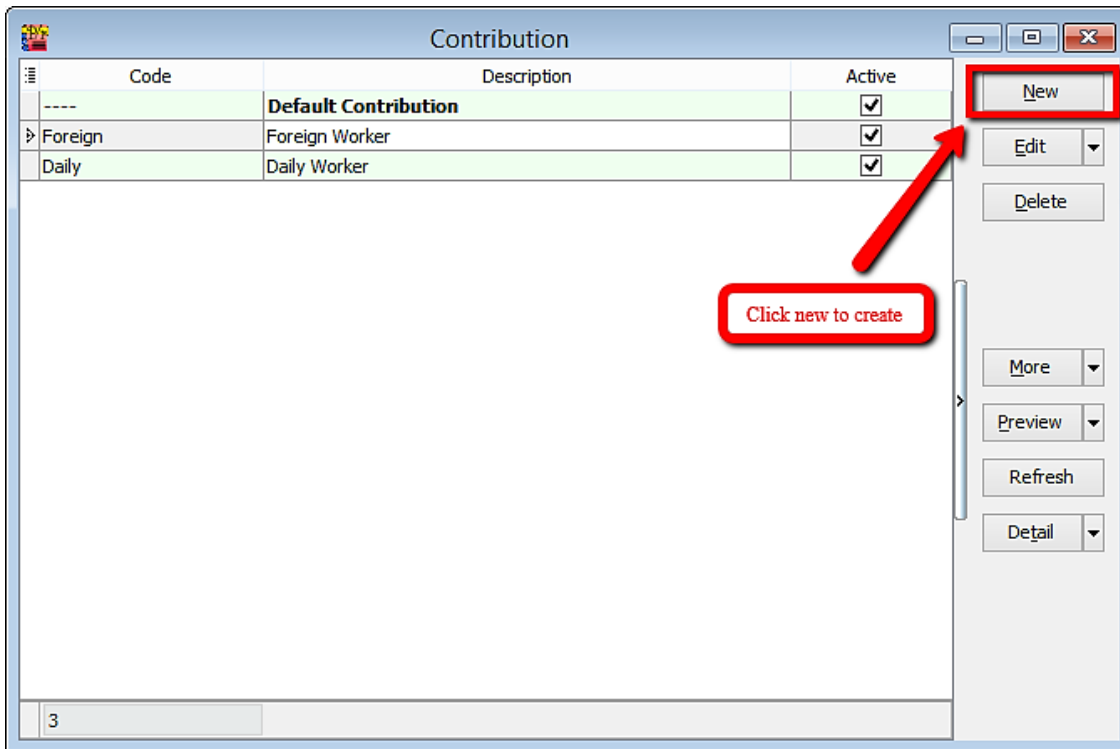 Contribution
Code Description Active
---- Default Contribution
Foreign Foreign Worker
Daily Daily Worker
New
Edit
Delete
Click new to create
More
Preview
Refresh
Detail
3